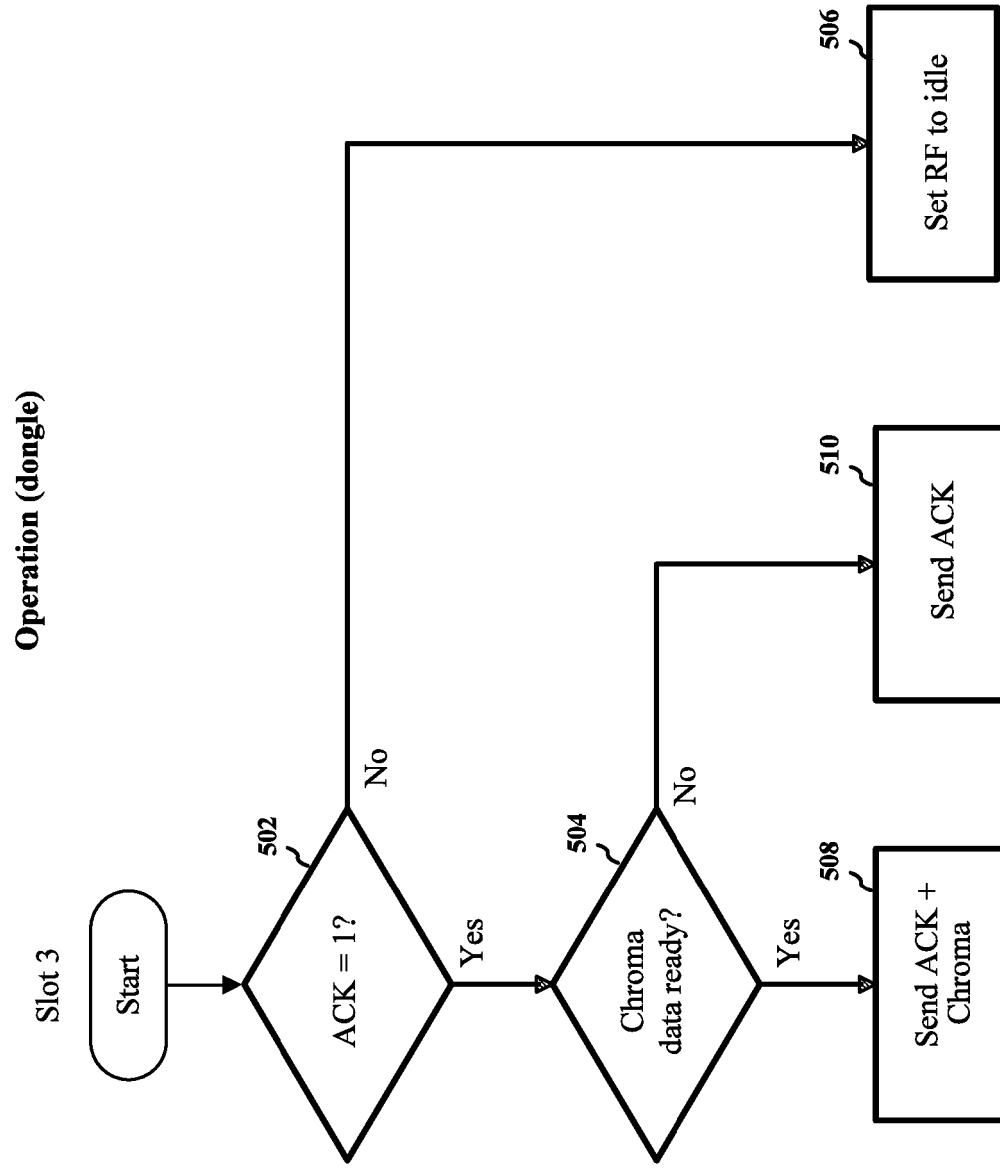 Operation (dongle)
Slot 3
Start
502
ACK = 1?
No
Yes
504
Chroma
data ready?
No
Yes
508
Send ACK +
Chroma
510
Send ACK
506
Set RF to idle